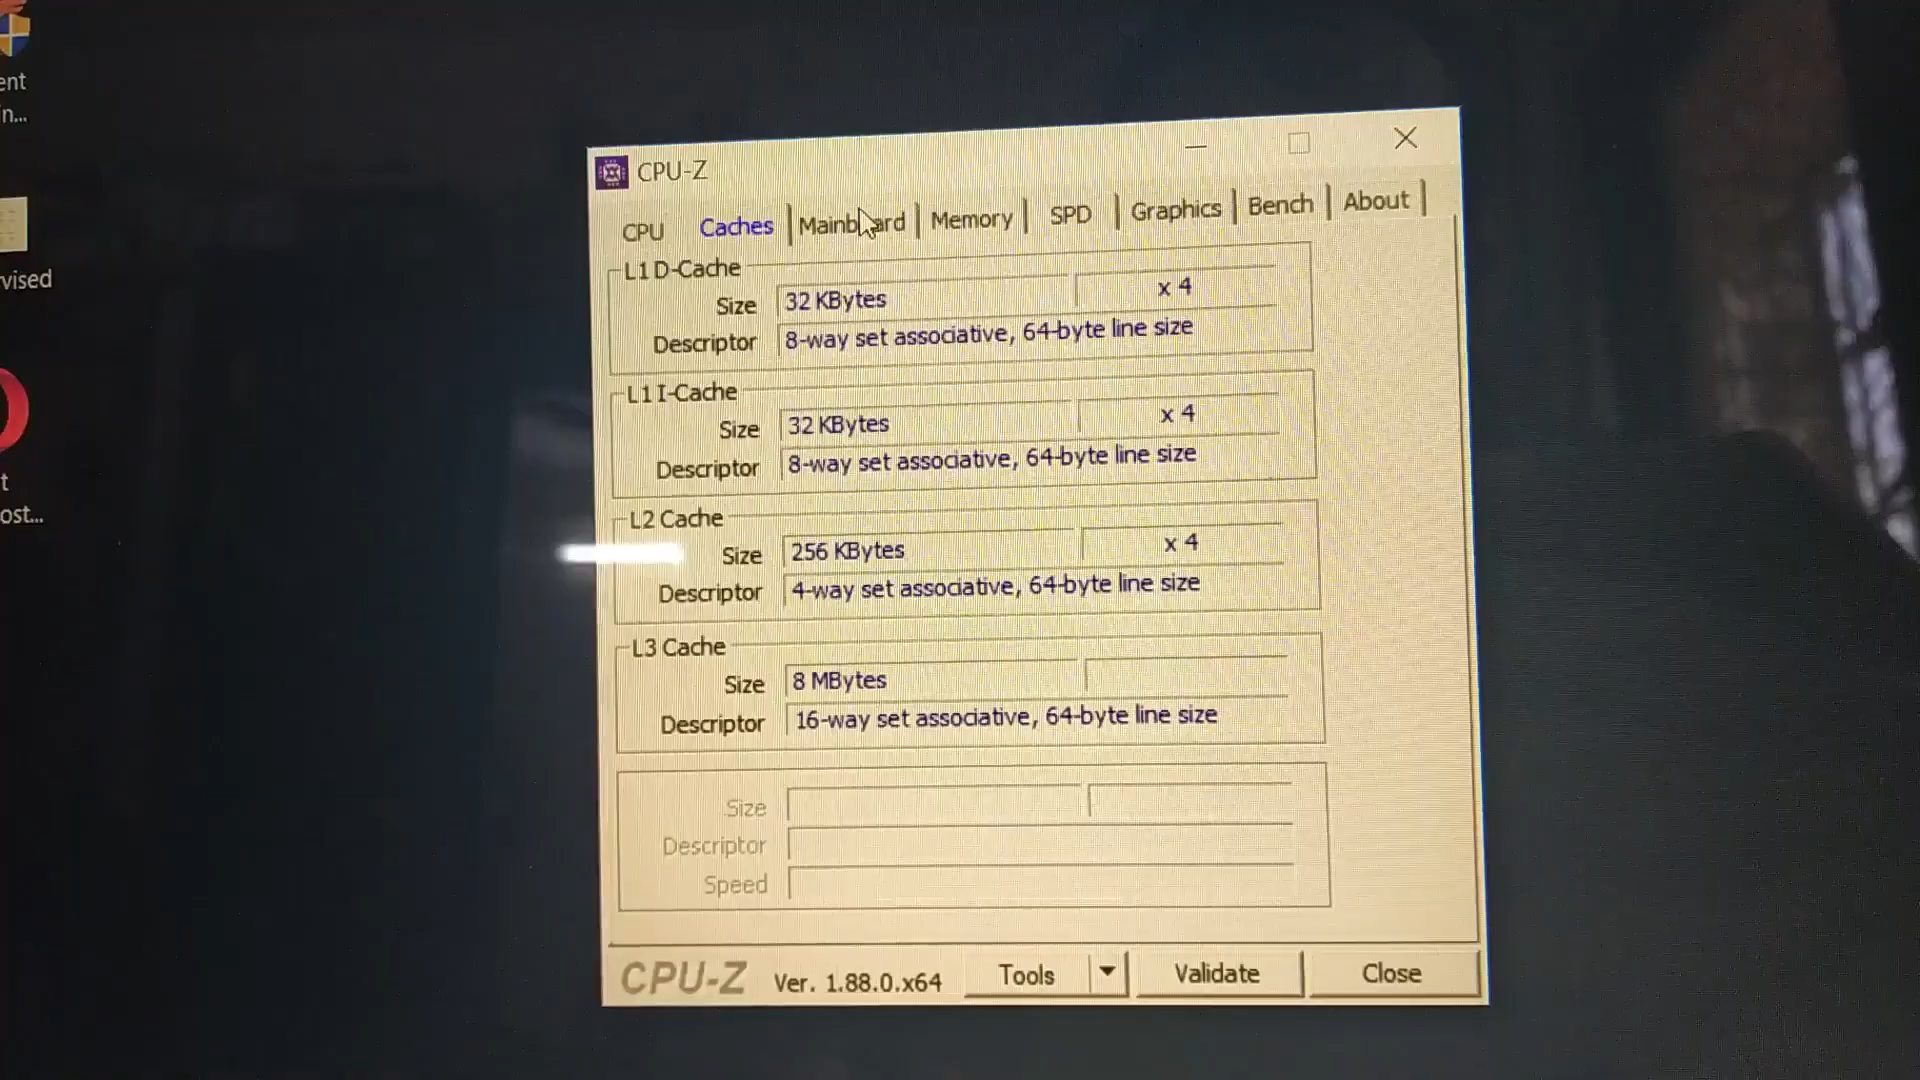 ent
n...
vised
t
ost...
CPU-Z
CPU Caches Mainboard Memory SPD Graphics Bench About
L1 D-Cache
Size 32 KBytes x 4
Descriptor 8-way set associative, 64-byte line size
L1 I-Cache
Size 32 KBytes x 4
Descriptor 8-way set associative, 64-byte line size
L2 Cache
Size 256 KBytes x 4
Descriptor 4-way set associative, 64-byte line size
L3 Cache
Size 8 MBytes
Descriptor 16-way set associative, 64-byte line size
Size
Descriptor
Speed
CPU-Z Ver. 1.88.0.x64 Tools Validate Close